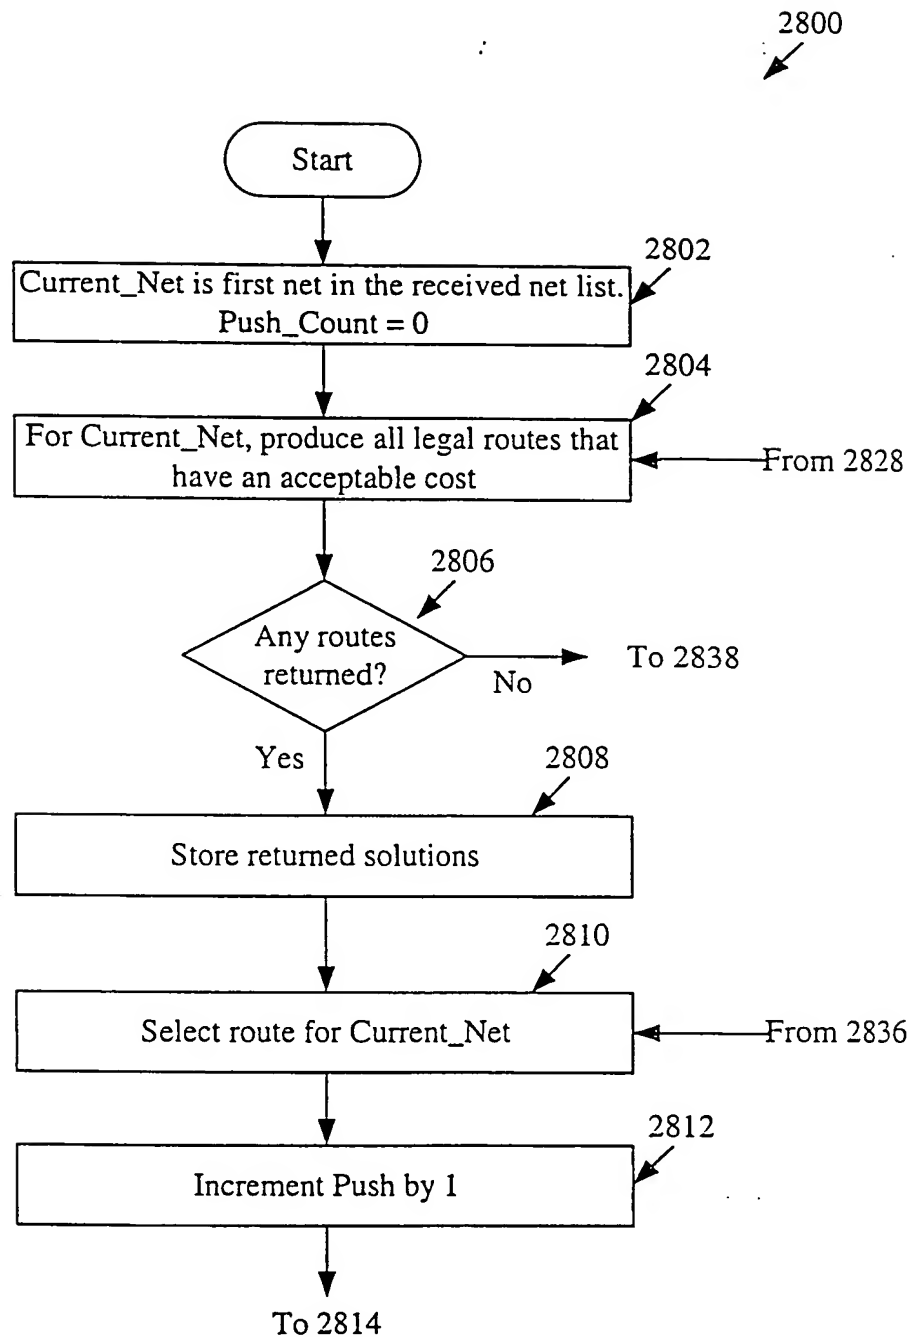 2800
Start
2802
Current_Net is first net in the received net list.
Push_Count = 0
2804
For Current_Net, produce all legal routes that
have an acceptable cost
From 2828
2806
Any routes
returned?
To 2838
No
Yes
2808
Store returned solutions
2810
Select route for Current_Net
From 2836
2812
Increment Push by 1
To 2814